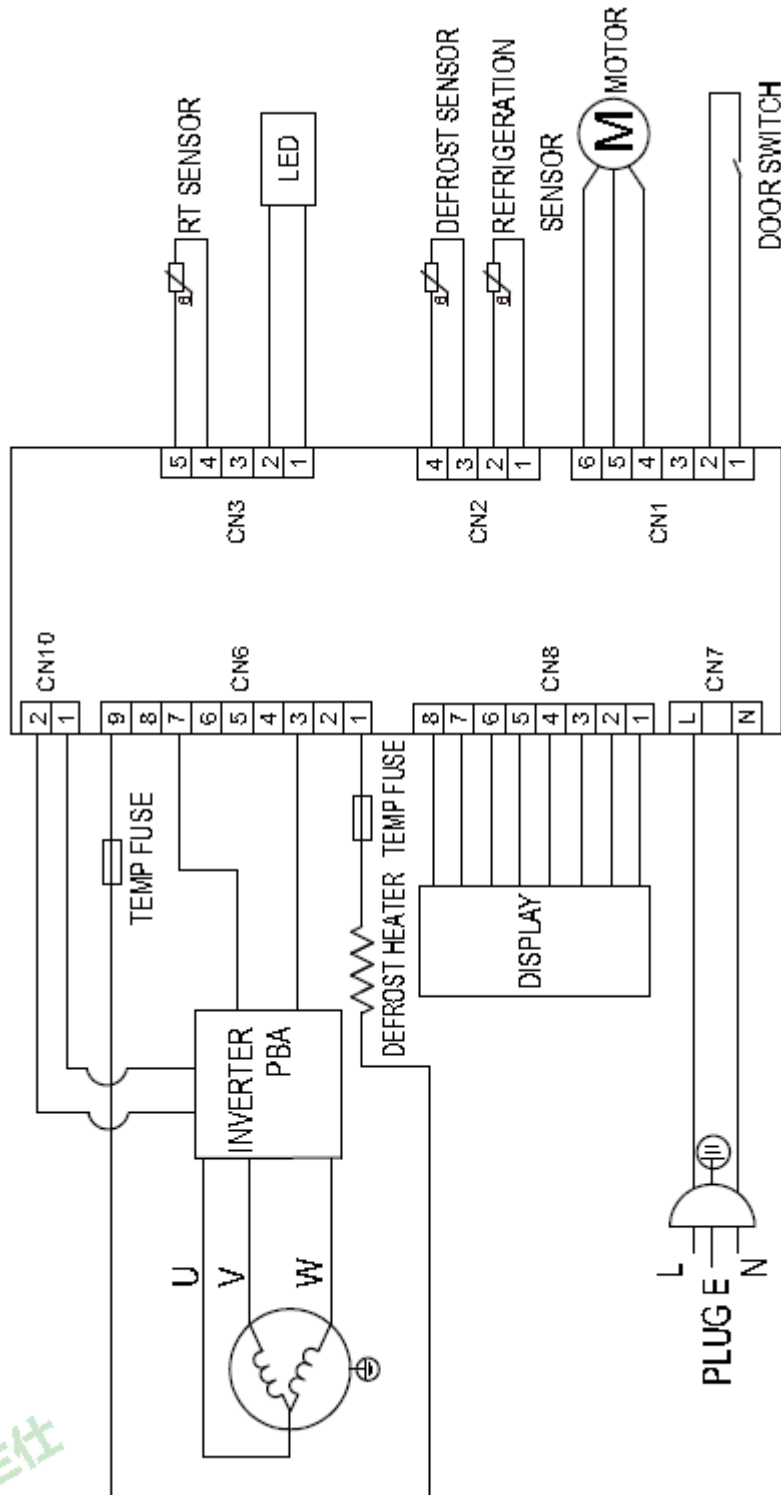 RT SENSOR
LED
DEFROST SENSOR
REFRIGERATION
SENSOR
M
MOTOR
DOOR SWITCH
5
4
3
2
1
CN3
4
3
2
1
CN2
6
5
4
3
2
1
CN1
CN10
2
1
CN6
9
8
7
6
5
4
3
2
1
CN8
8
7
6
5
4
3
2
1
CN7
L
N
TEMP FUSE
TEMP FUSE
DEFROST HEATER
INVERTER
PBA
DISPLAY
U
V
W
L
PLUG E
N
仕